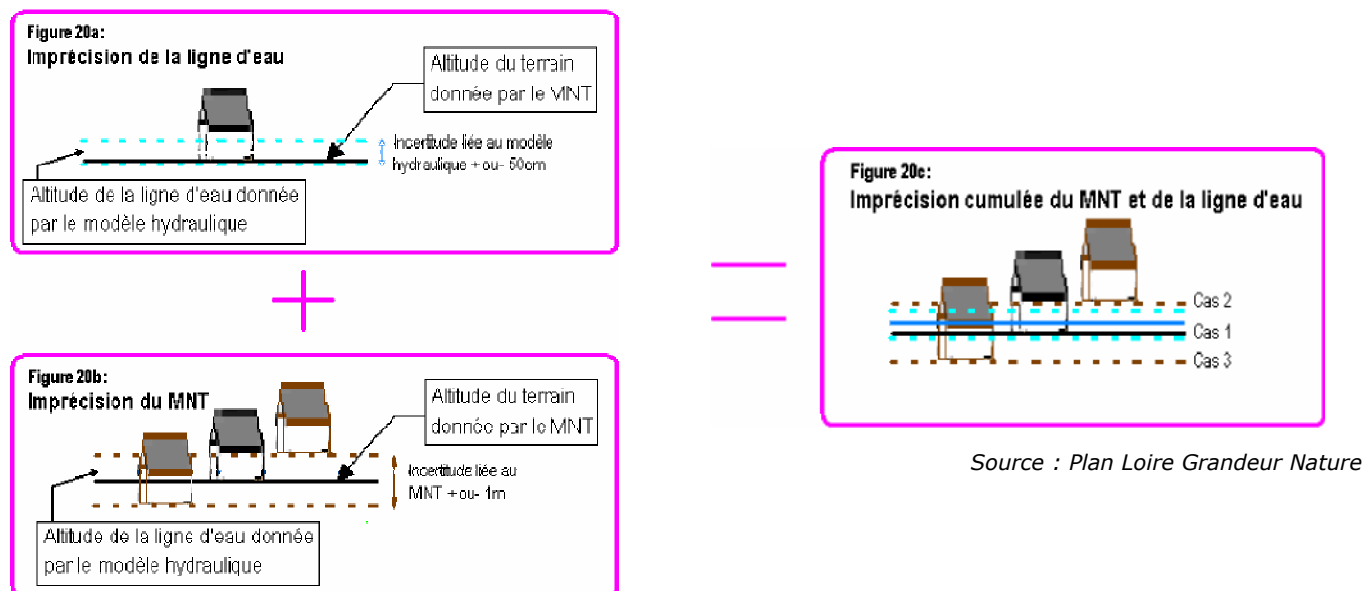 Figure 20a:
Imprécision de la ligne d'eau
Altitude du terrain
donnée par le MNT
Incertitude liée au modèle
hydraulique + ou- 50cm
Altitude de la ligne d'eau donnée
par le modèle hydraulique
+
Figure 20b:
Imprécision du MNT
Altitude du terrain
donnée par le MNT
Incertitude liée au
MNT +ou- 1m
Altitude de la ligne d'eau donnée
par le modèle hydraulique
=
Figure 20c:
Imprécision cumulée du MNT et de la ligne d'eau
Cas 2
Cas 1
Cas 3
Source : Plan Loire Grandeur Nature